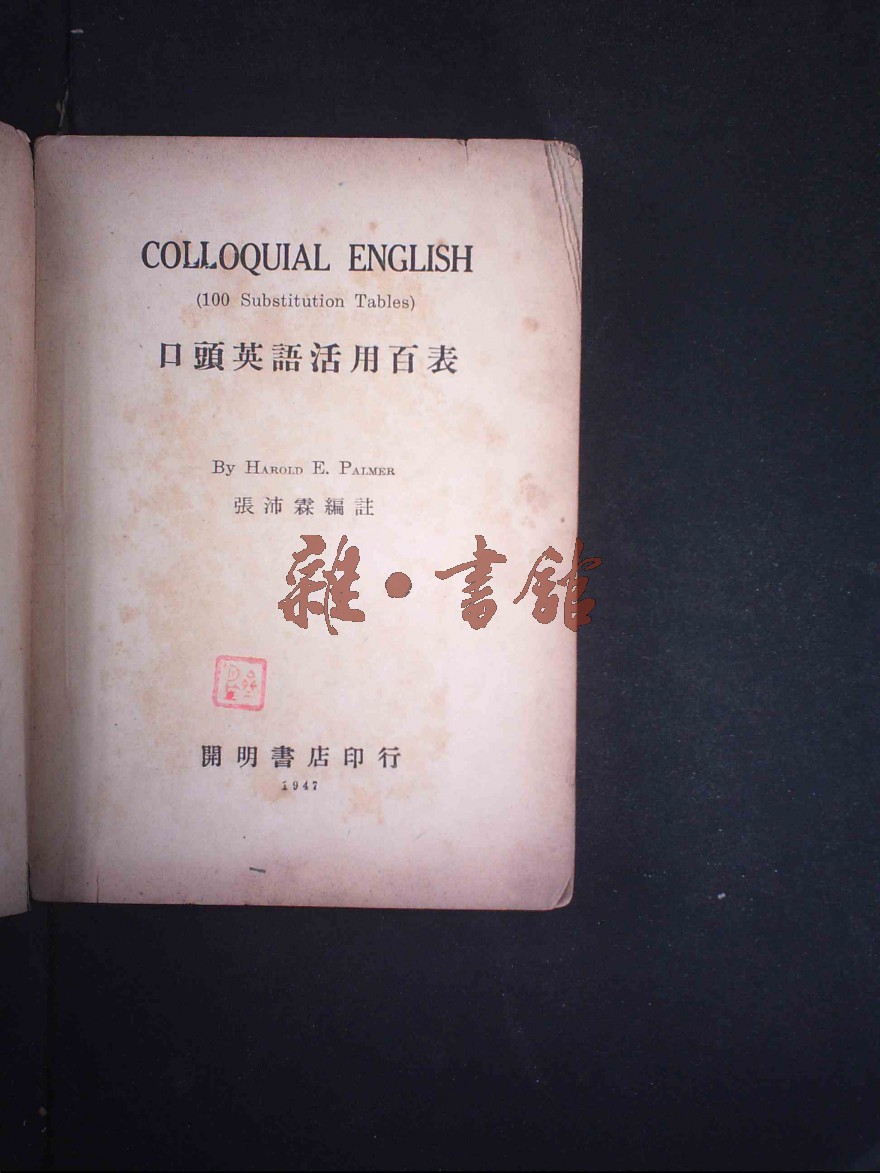 COLLOQUIAL ENGLISH
(100 Substitution Tables)
口頭英語活用百表
By HAROLD E. PALMER
張沛霖編註
雜•書館
開明書店印行
1947